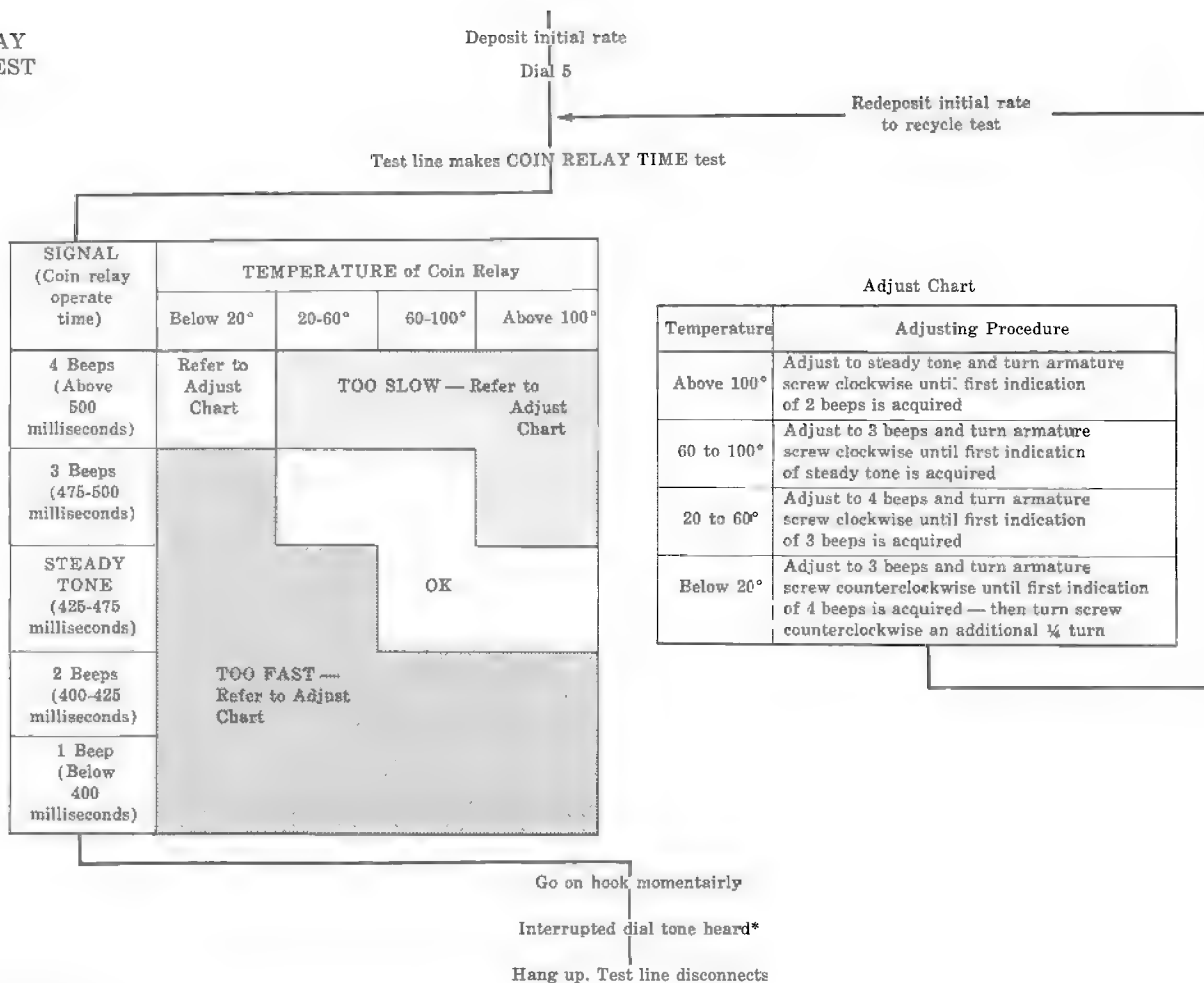 AY
EST
Deposit initial rate
Dial 5
Redeposit initial rate
to recycle test
Test line makes COIN RELAY TIME test
SIGNAL
(Coin relay
operate
time)
TEMPERATURE of Coin Relay
Below 20°
20-60°
60-100°
Above 100°
4 Beeps
(Above
500
milliseconds)
Refer to
Adjust
Chart
TOO SLOW — Refer to
Adjust
Chart
3 Beeps
(475-500
milliseconds)
STEADY
TONE
(425-475
milliseconds)
OK
2 Beeps
(400-425
milliseconds)
TOO FAST —
Refer to Adjust
Chart
1 Beep
(Below
400
milliseconds)
Adjust Chart
Temperature
Adjusting Procedure
Above 100°
Adjust to steady tone and turn armature
screw clockwise until first indication
of 2 beeps is acquired
60 to 100°
Adjust to 3 beeps and turn armature
screw clockwise until first indication
of steady tone is acquired
20 to 60°
Adjust to 4 beeps and turn armature
screw clockwise until first indication
of 3 beeps is acquired
Below 20°
Adjust to 3 beeps and turn armature
screw counterclockwise until first indication
of 4 beeps is acquired — then turn screw
counterclockwise an additional ¼ turn
Go on hook momentairly
Interrupted dial tone heard*
Hang up. Test line disconnects